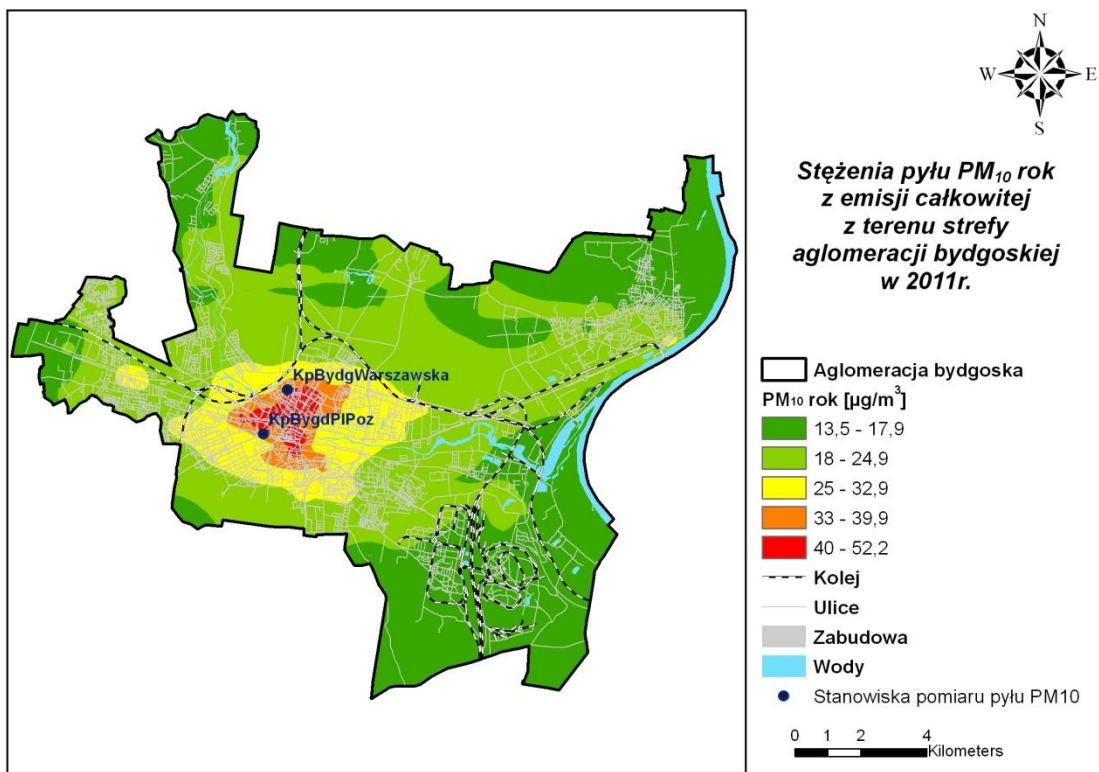 N
W E
S
Stężenia pyłu PM10 rok
z emisji całkowitej
z terenu strefy
aglomeracji bydgoskiej
w 2011r.
KpBydgWarszawska
KpBygdPlPoz
Aglomeracja bydgoska
PM10 rok [µg/m³]
13,5 - 17,9
18 - 24,9
25 - 32,9
33 - 39,9
40 - 52,2
Kolej
Ulice
Zabudowa
Wody
Stanowiska pomiaru pyłu PM10
0 1 2 4
Kilometers